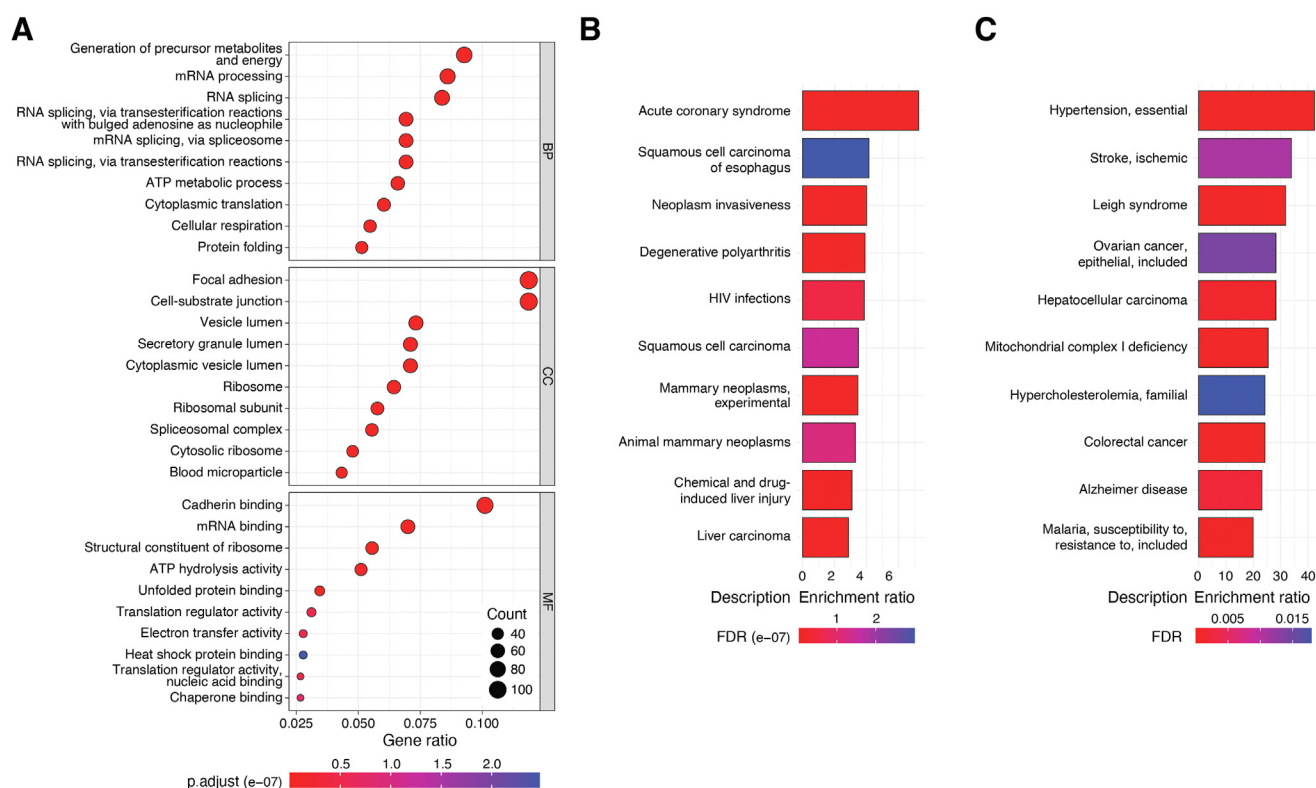 A
Generation of precursor metabolites
and energy
mRNA processing
RNA splicing
RNA splicing, via transesterification reactions
with bulged adenosine as nucleophile
mRNA splicing, via spliceosome
RNA splicing, via transesterification reactions
ATP metabolic process
Cytoplasmic translation
Cellular respiration
Protein folding
BP
Focal adhesion
Cell-substrate junction
Vesicle lumen
Secretory granule lumen
Cytoplasmic vesicle lumen
Ribosome
Ribosomal subunit
Spliceosomal complex
Cytosolic ribosome
Blood microparticle
CC
Cadherin binding
mRNA binding
Structural constituent of ribosome
ATP hydrolysis activity
Unfolded protein binding
Translation regulator activity
Electron transfer activity
Heat shock protein binding
Translation regulator activity,
nucleic acid binding
Chaperone binding
MF
Count
40
60
80
100
0.025 0.050 0.075 0.100
Gene ratio
0.5 1.0 1.5 2.0
p.adjust (e−07)
B
Acute coronary syndrome
Squamous cell carcinoma
of esophagus
Neoplasm invasiveness
Degenerative polyarthritis
HIV infections
Squamous cell carcinoma
Mammary neoplasms,
experimental
Animal mammary neoplasms
Chemical and drug-
induced liver injury
Liver carcinoma
0 2 4 6
Description Enrichment ratio
1 2
FDR (e−07)
C
Hypertension, essential
Stroke, ischemic
Leigh syndrome
Ovarian cancer,
epithelial, included
Hepatocellular carcinoma
Mitochondrial complex I deficiency
Hypercholesterolemia, familial
Colorectal cancer
Alzheimer disease
Malaria, susceptibility to,
resistance to, included
0 10 20 30 40
Description Enrichment ratio
0.005 0.015
FDR